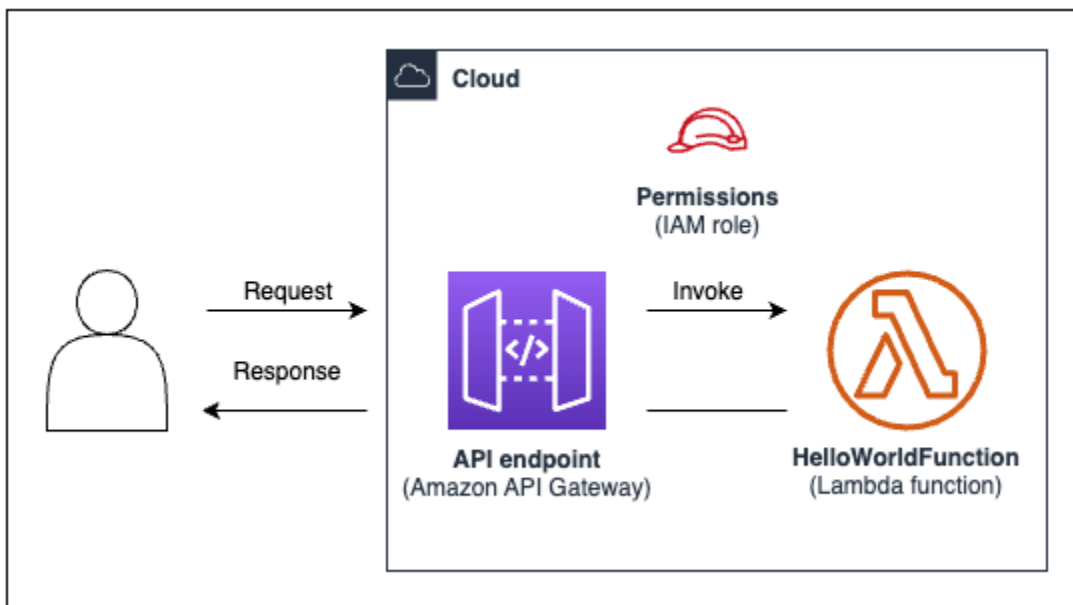 Cloud
Permissions
(IAM role)
Request
Invoke
Response
</>
API endpoint
(Amazon API Gateway)
HelloWorldFunction
(Lambda function)